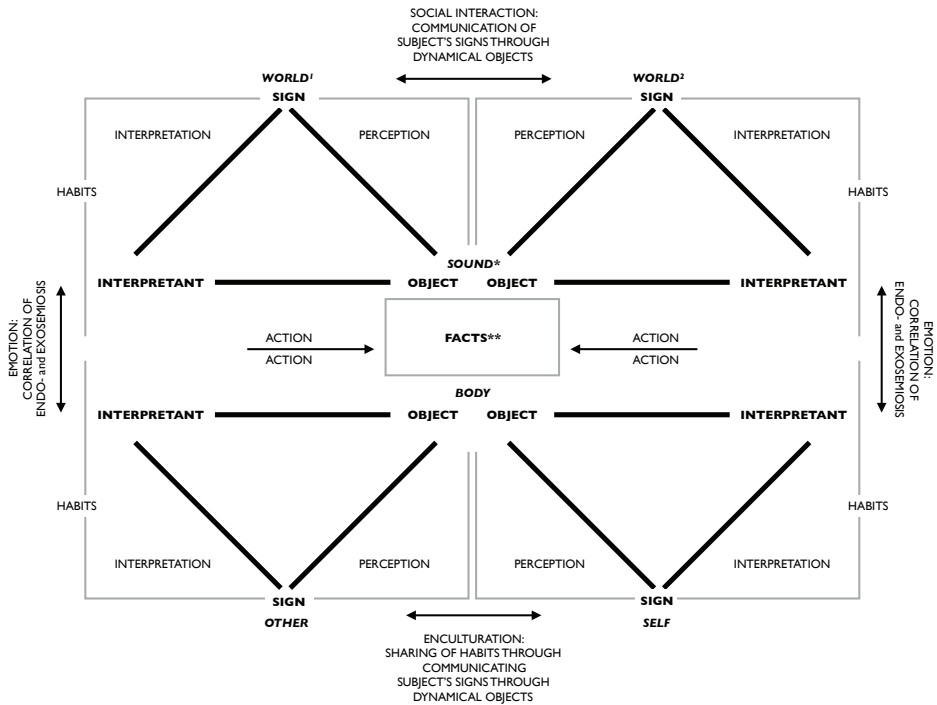 SOCIAL INTERACTION:
COMMUNICATION OF
SUBJECT'S SIGNS THROUGH
DYNAMICAL OBJECTS
WORLD¹
WORLD²
SIGN
SIGN
INTERPRETATION
PERCEPTION
PERCEPTION
INTERPRETATION
HABITS
HABITS
SOUND*
INTERPRETANT
OBJECT
OBJECT
INTERPRETANT
EMOTION:
CORRELATION OF
ENDO- and EXOSEMIOSIS
ACTION
ACTION
FACTS**
ACTION
ACTION
EMOTION:
CORRELATION OF
ENDO- and EXOSEMIOSIS
BODY
INTERPRETANT
OBJECT
OBJECT
INTERPRETANT
HABITS
HABITS
INTERPRETATION
PERCEPTION
PERCEPTION
INTERPRETATION
SIGN
SIGN
OTHER
SELF
ENCULTURATION:
SHARING OF HABITS THROUGH
COMMUNICATING
SUBJECT'S SIGNS THROUGH
DYNAMICAL OBJECTS